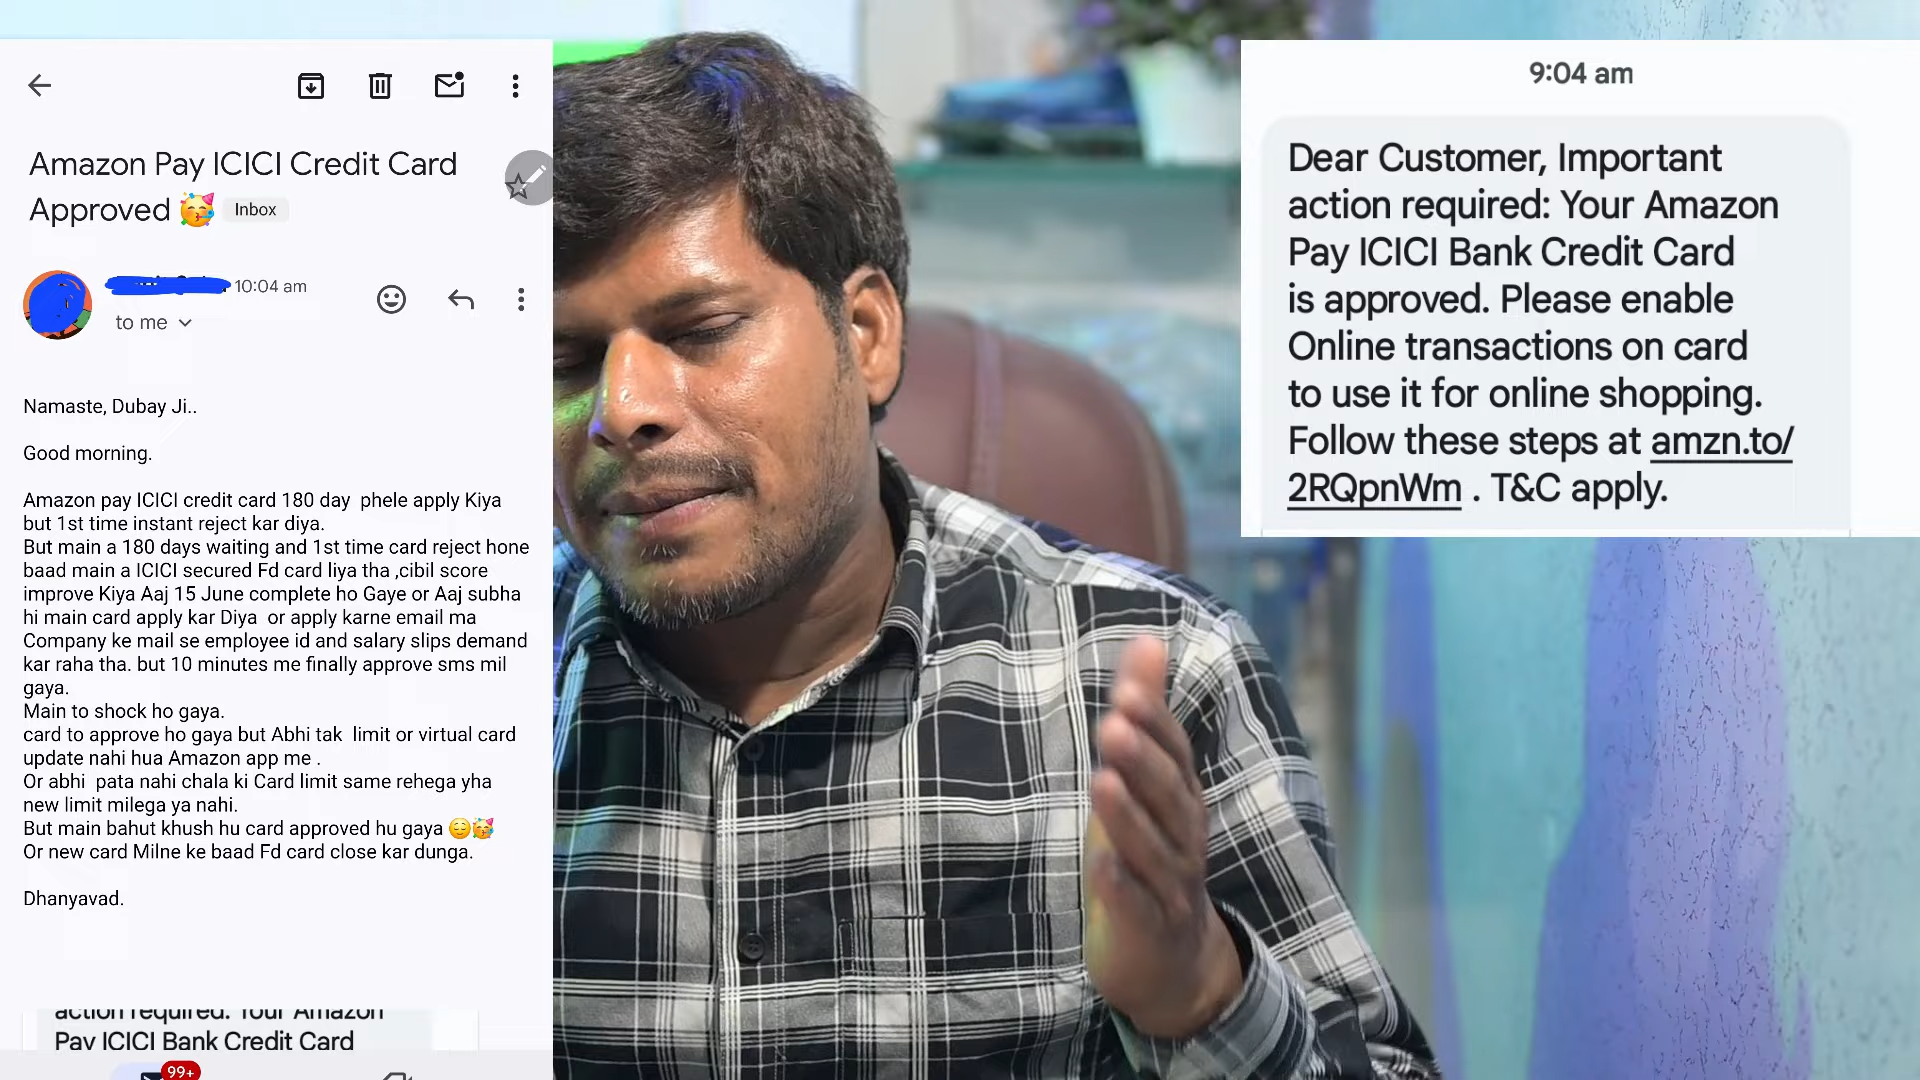 Amazon Pay ICICI Credit Card
Approved 🥳 Inbox
10:04 am
to me
Namaste, Dubay Ji..
Good morning.
Amazon pay ICICI credit card 180 day phele apply Kiya
but 1st time instant reject kar diya.
But main a 180 days waiting and 1st time card reject hone
baad main a ICICI secured Fd card liya tha ,cibil score
improve Kiya Aaj 15 June complete ho Gaye or Aaj subha
hi main card apply kar Diya or apply karne email ma
Company ke mail se employee id and salary slips demand
kar raha tha. but 10 minutes me finally approve sms mil
gaya.
Main to shock ho gaya.
card to approve ho gaya but Abhi tak limit or virtual card
update nahi hua Amazon app me .
Or abhi pata nahi chala ki Card limit same rehega yha
new limit milega ya nahi.
But main bahut khush hu card approved hu gaya 😌🥳
Or new card Milne ke baad Fd card close kar dunga.
Dhanyavad.
action required: Your Amazon
Pay ICICI Bank Credit Card
99+
9:04 am
Dear Customer, Important
action required: Your Amazon
Pay ICICI Bank Credit Card
is approved. Please enable
Online transactions on card
to use it for online shopping.
Follow these steps at amzn.to/
2RQpnWm . T&C apply.